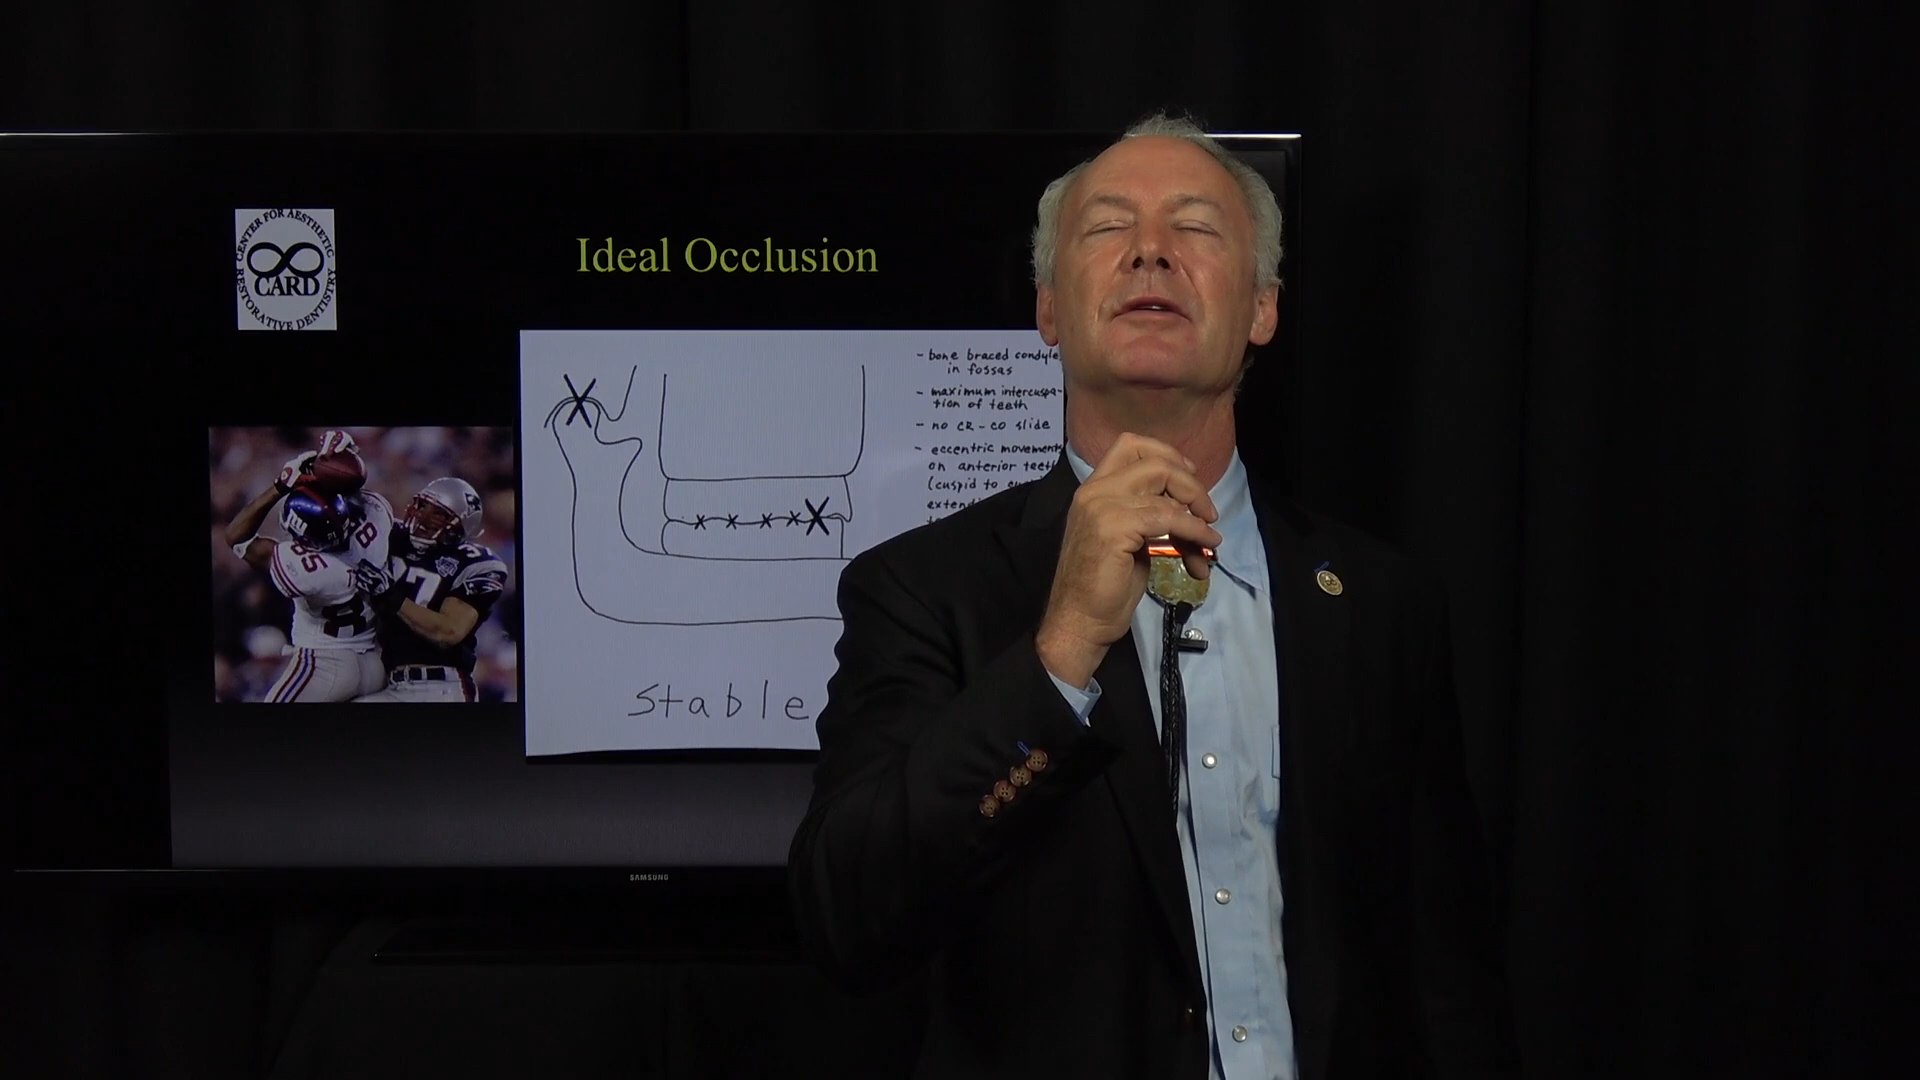 CENTER FOR AESTHETIC
CARD
RESTORATIVE DENTISTRY
Ideal Occlusion
- bone braced condyle
in fossas
- maximum intercuspa-
tion of teeth
- no CR-CO slide
- eccentric movements
on anterior teeth
(cuspid to
Stable
85
88
37
SAMSUNG